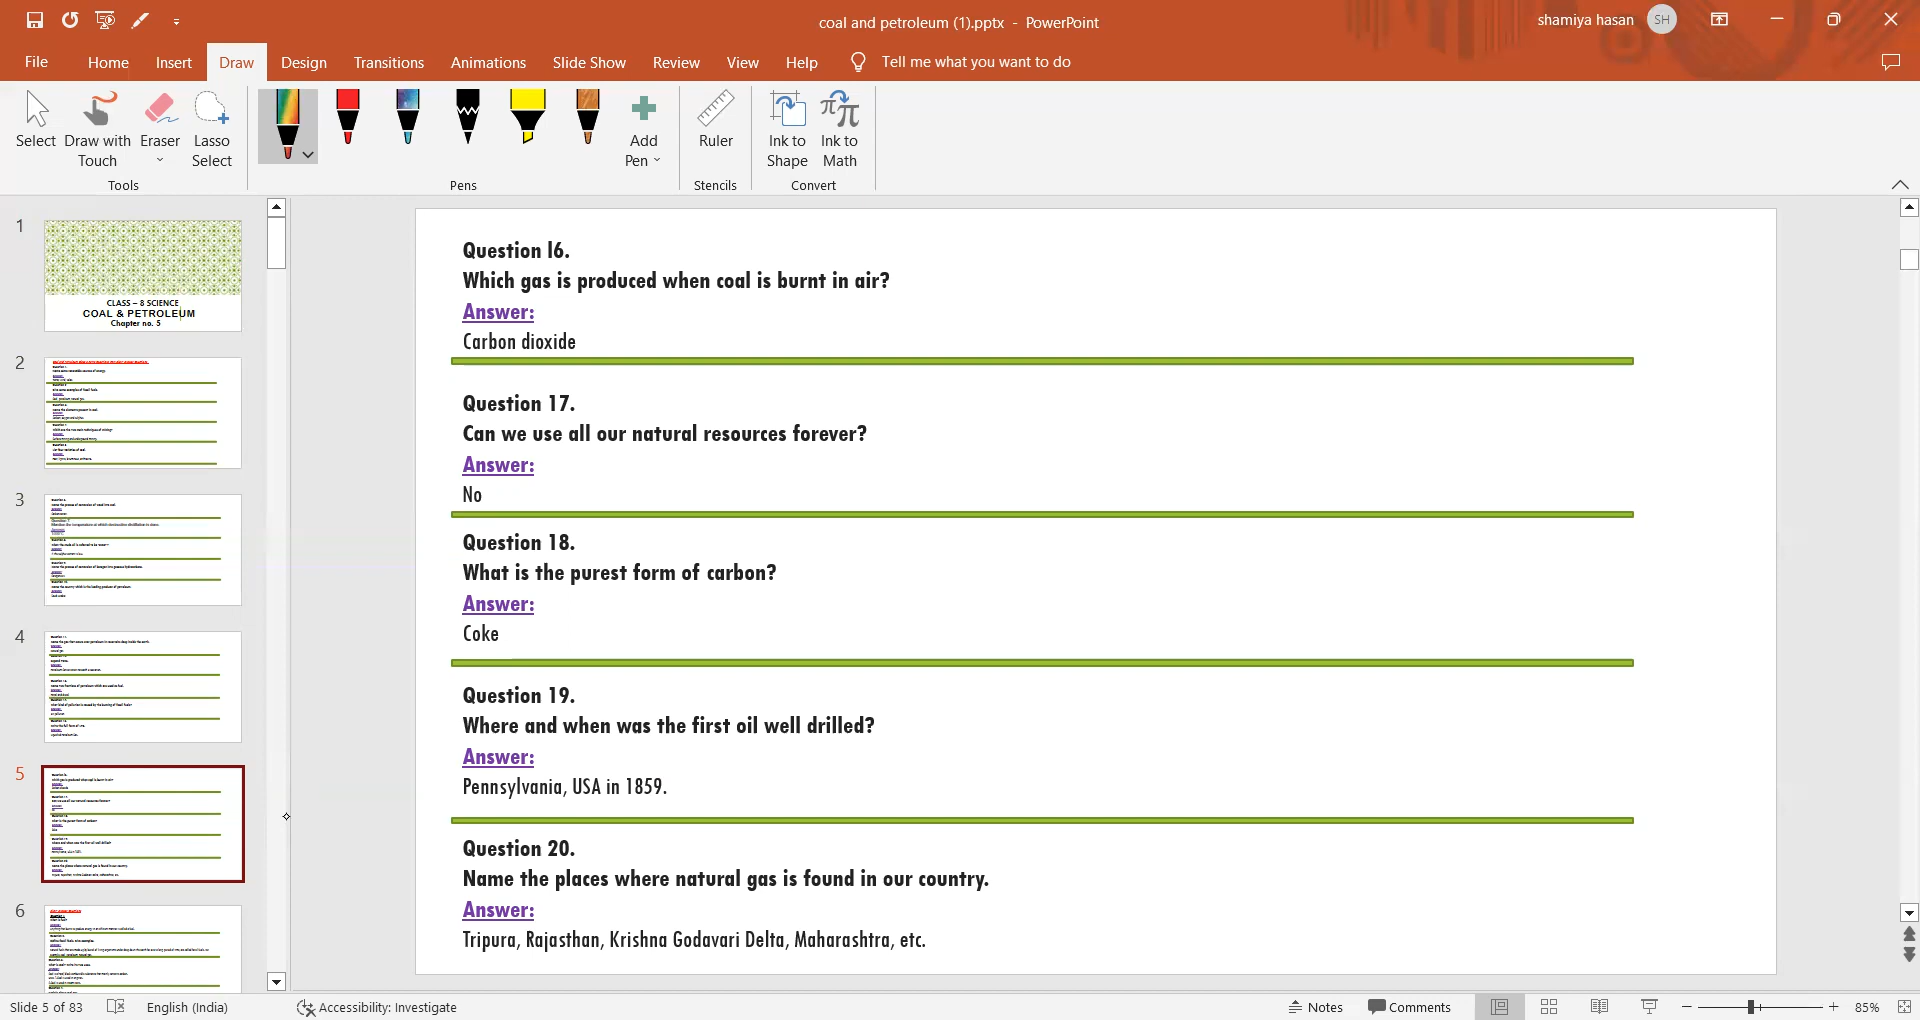 coal and petroleum (1).pptx - PowerPoint
shamiya hasan SH
File Home Insert Draw Design Transitions Animations Slide Show Review View Help Tell me what you want to do
Select Draw with Touch Eraser Lasso Select Add Pen Ruler Ink to Shape Ink to Math
Tools Pens Stencils Convert
1
CLASS – 8 SCIENCE
COAL & PETROLEUM
Chapter no. 5
2
3
4
5
6
Question l6.
Which gas is produced when coal is burnt in air?
Answer:
Carbon dioxide
Question 17.
Can we use all our natural resources forever?
Answer:
No
Question 18.
What is the purest form of carbon?
Answer:
Coke
Question 19.
Where and when was the first oil well drilled?
Answer:
Pennsylvania, USA in 1859.
Question 20.
Name the places where natural gas is found in our country.
Answer:
Tripura, Rajasthan, Krishna Godavari Delta, Maharashtra, etc.
Slide 5 of 83 English (India) Accessibility: Investigate Notes Comments 85%